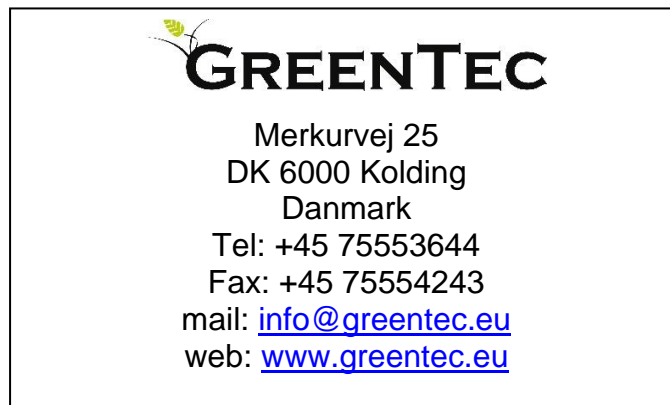 GREENTEC
Merkurvej 25
DK 6000 Kolding
Danmark
Tel: +45 75553644
Fax: +45 75554243
mail: info@greentec.eu
web: www.greentec.eu